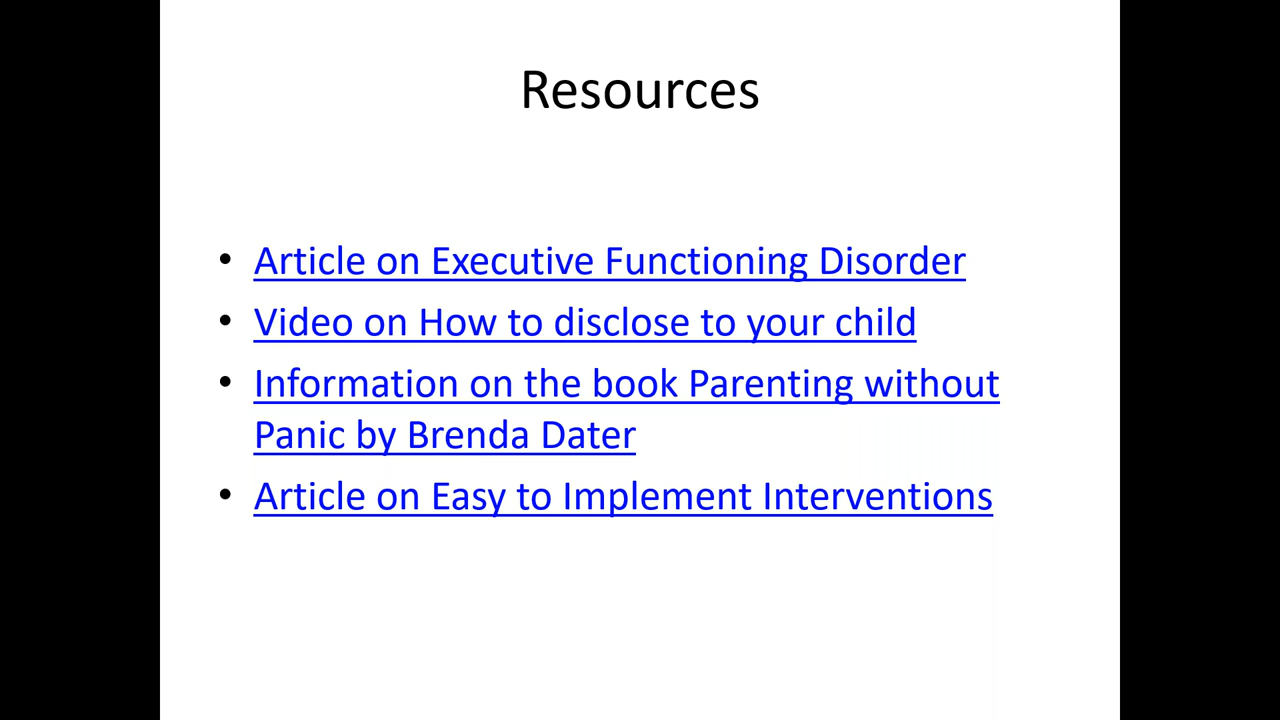 Resources
• Article on Executive Functioning Disorder
• Video on How to disclose to your child
• Information on the book Parenting without
Panic by Brenda Dater
• Article on Easy to Implement Interventions